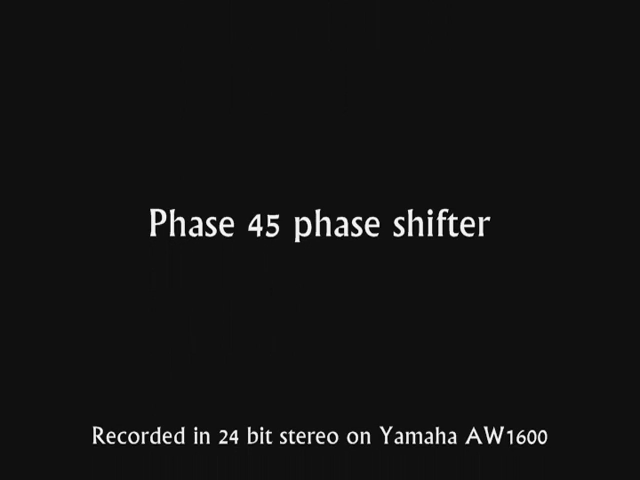 Phase 45 phase shifter
Recorded in 24 bit stereo on Yamaha AW1600